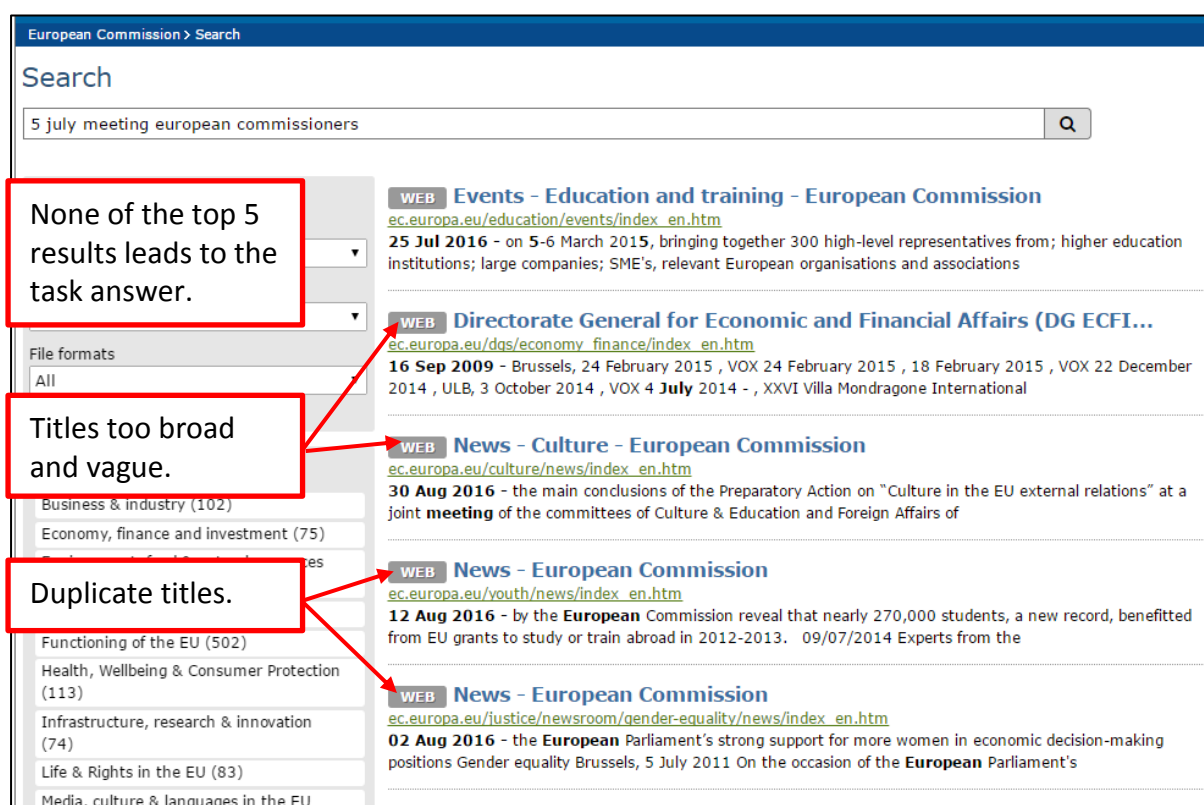 European Commission > Search
Search
5 july meeting european commissioners
None of the top 5
results leads to the
task answer.
File formats
All
Titles too broad
and vague.
Business & industry (102)
Economy, finance and investment (75)
Duplicate titles.
Functioning of the EU (502)
Health, Wellbeing & Consumer Protection
(113)
Infrastructure, research & innovation
(74)
Life & Rights in the EU (83)
Media, culture & languages in the EU
WEB Events - Education and training - European Commission
ec.europa.eu/education/events/index_en.htm
25 Jul 2016 - on 5-6 March 2015, bringing together 300 high-level representatives from; higher education
institutions; large companies; SME's, relevant European organisations and associations
WEB Directorate General for Economic and Financial Affairs (DG ECFI...
ec.europa.eu/dgs/economy_finance/index_en.htm
16 Sep 2009 - Brussels, 24 February 2015 , VOX 24 February 2015 , 18 February 2015 , VOX 22 December
2014 , ULB, 3 October 2014 , VOX 4 July 2014 - , XXVI Villa Mondragone International
WEB News - Culture - European Commission
ec.europa.eu/culture/news/index_en.htm
30 Aug 2016 - the main conclusions of the Preparatory Action on "Culture in the EU external relations" at a
joint meeting of the committees of Culture & Education and Foreign Affairs of
WEB News - European Commission
ec.europa.eu/youth/news/index_en.htm
12 Aug 2016 - by the European Commission reveal that nearly 270,000 students, a new record, benefitted
from EU grants to study or train abroad in 2012-2013. 09/07/2014 Experts from the
WEB News - European Commission
ec.europa.eu/justice/newsroom/gender-equality/news/index_en.htm
02 Aug 2016 - the European Parliament's strong support for more women in economic decision-making
positions Gender equality Brussels, 5 July 2011 On the occasion of the European Parliament's